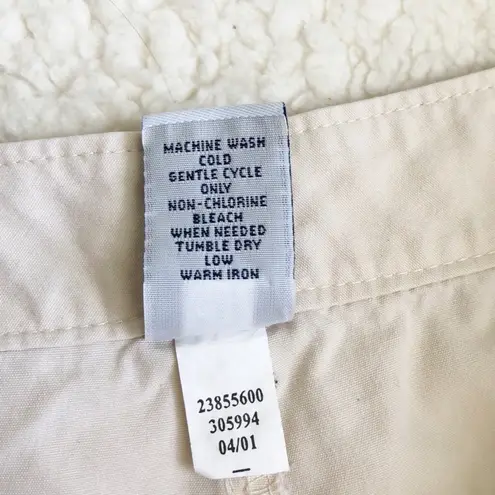 MACHINE WASH
COLD
GENTLE CYCLE
ONLY
NON-CHLORINE
BLEACH
WHEN NEEDED
TUMBLE DRY
LOW
WARM IRON
23855600
305994
04/01